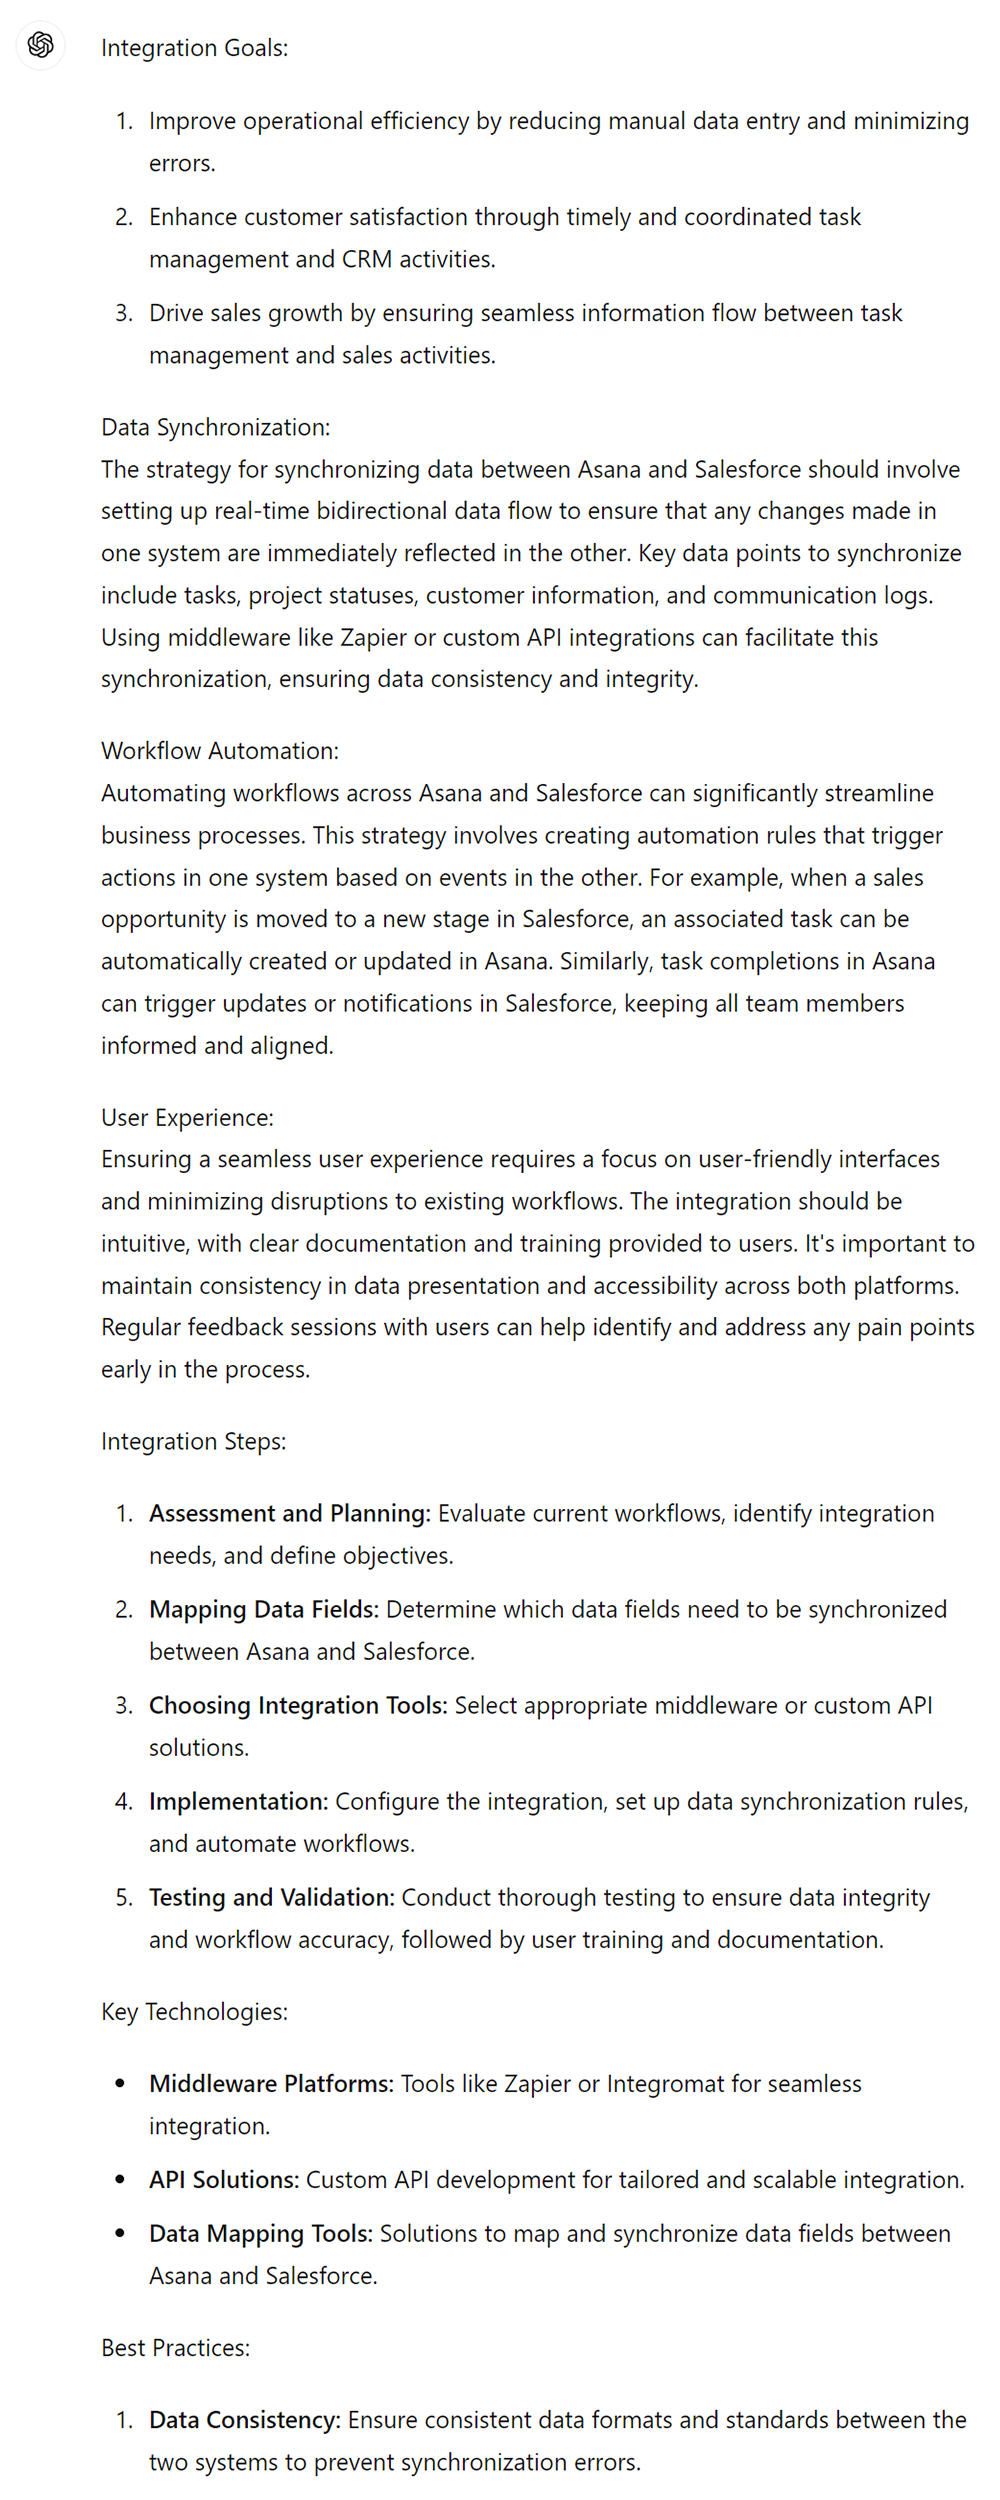 Integration Goals:
1. Improve operational efficiency by reducing manual data entry and minimizing
errors.
2. Enhance customer satisfaction through timely and coordinated task
management and CRM activities.
3. Drive sales growth by ensuring seamless information flow between task
management and sales activities.
Data Synchronization:
The strategy for synchronizing data between Asana and Salesforce should involve
setting up real-time bidirectional data flow to ensure that any changes made in
one system are immediately reflected in the other. Key data points to synchronize
include tasks, project statuses, customer information, and communication logs.
Using middleware like Zapier or custom API integrations can facilitate this
synchronization, ensuring data consistency and integrity.
Workflow Automation:
Automating workflows across Asana and Salesforce can significantly streamline
business processes. This strategy involves creating automation rules that trigger
actions in one system based on events in the other. For example, when a sales
opportunity is moved to a new stage in Salesforce, an associated task can be
automatically created or updated in Asana. Similarly, task completions in Asana
can trigger updates or notifications in Salesforce, keeping all team members
informed and aligned.
User Experience:
Ensuring a seamless user experience requires a focus on user-friendly interfaces
and minimizing disruptions to existing workflows. The integration should be
intuitive, with clear documentation and training provided to users. It's important to
maintain consistency in data presentation and accessibility across both platforms.
Regular feedback sessions with users can help identify and address any pain points
early in the process.
Integration Steps:
1. Assessment and Planning: Evaluate current workflows, identify integration
needs, and define objectives.
2. Mapping Data Fields: Determine which data fields need to be synchronized
between Asana and Salesforce.
3. Choosing Integration Tools: Select appropriate middleware or custom API
solutions.
4. Implementation: Configure the integration, set up data synchronization rules,
and automate workflows.
5. Testing and Validation: Conduct thorough testing to ensure data integrity
and workflow accuracy, followed by user training and documentation.
Key Technologies:
• Middleware Platforms: Tools like Zapier or Integromat for seamless
integration.
• API Solutions: Custom API development for tailored and scalable integration.
• Data Mapping Tools: Solutions to map and synchronize data fields between
Asana and Salesforce.
Best Practices:
1. Data Consistency: Ensure consistent data formats and standards between the
two systems to prevent synchronization errors.